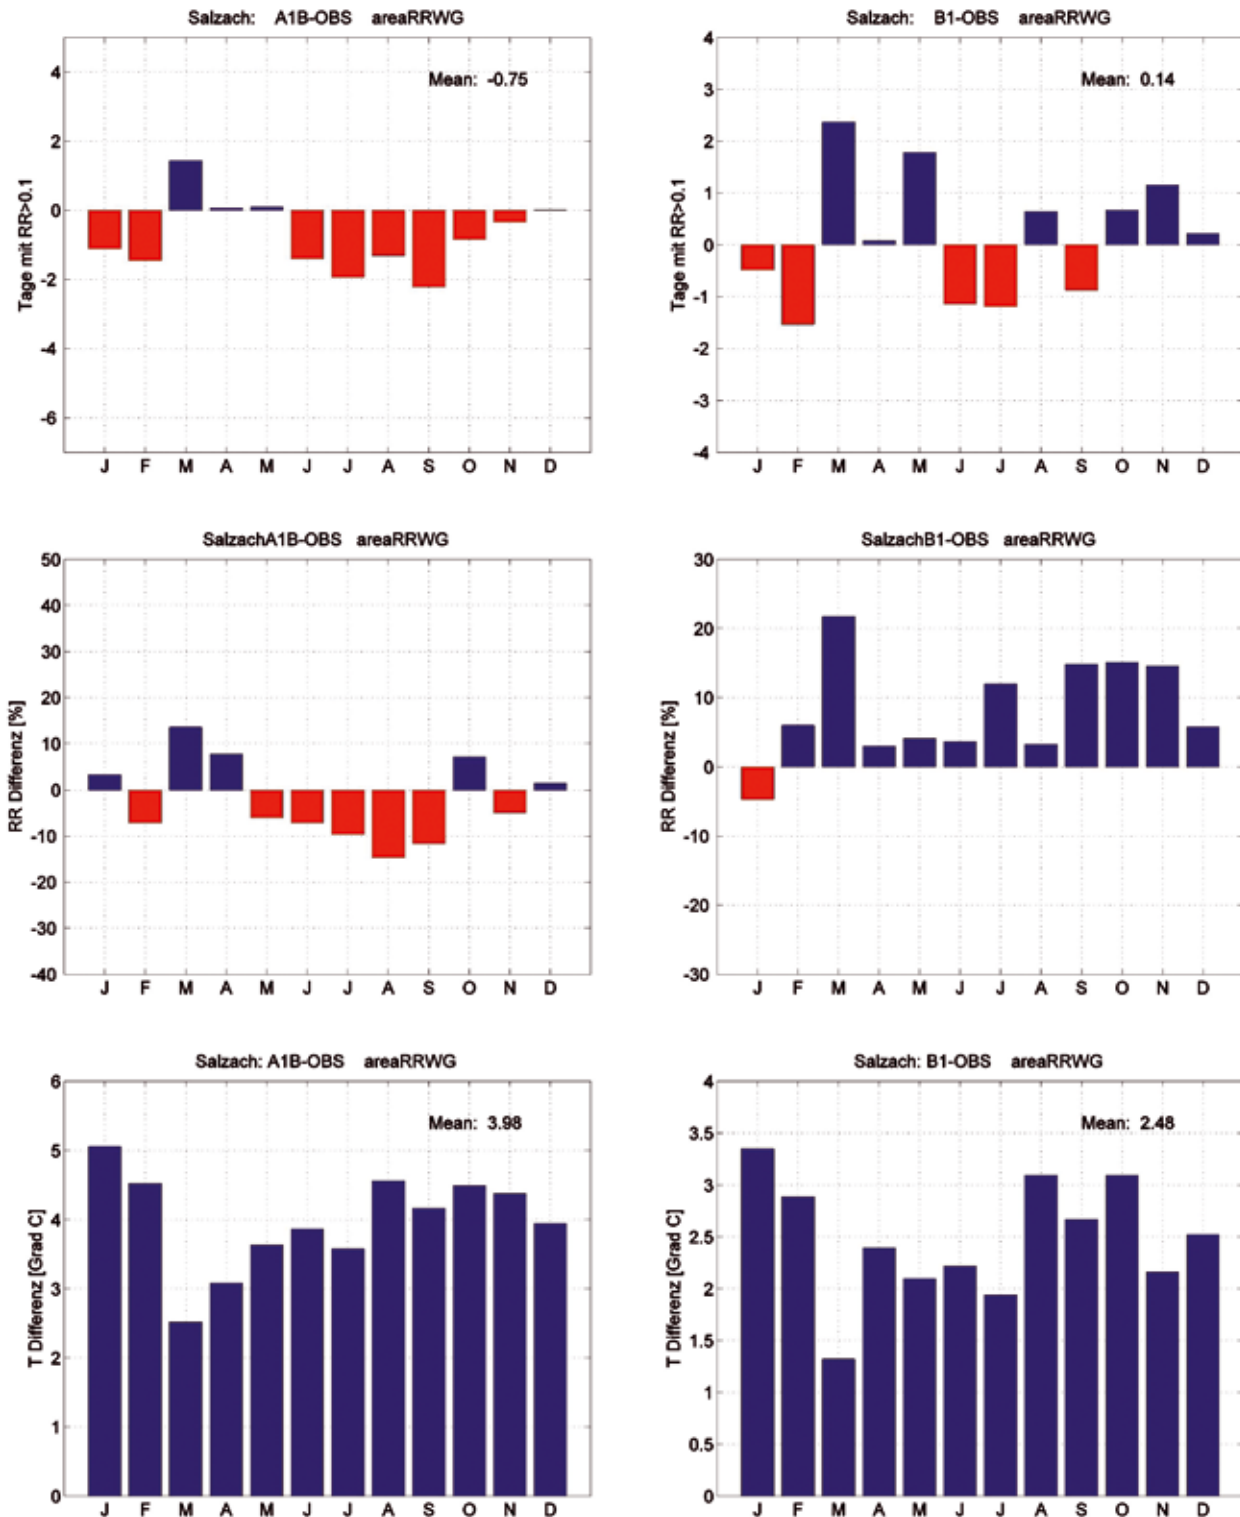 Salzach: A1B-OBS areaRRWG
Mean: -0.75
Tage mit RR>0.1
4
2
0
-2
-4
-6
J F M A M J J A S O N D
Salzach: B1-OBS areaRRWG
Mean: 0.14
Tage mit RR>0.1
4
3
2
1
0
-1
-2
-3
-4
J F M A M J J A S O N D
SalzachA1B-OBS areaRRWG
RR Differenz [%]
50
40
30
20
10
0
-10
-20
-30
-40
J F M A M J J A S O N D
SalzachB1-OBS areaRRWG
RR Differenz [%]
30
20
10
0
-10
-20
-30
J F M A M J J A S O N D
Salzach: A1B-OBS areaRRWG
Mean: 3.98
T Differenz [Grad C]
6
5
4
3
2
1
0
J F M A M J J A S O N D
Salzach: B1-OBS areaRRWG
Mean: 2.48
T Differenz [Grad C]
4
3.5
3
2.5
2
1.5
1
0.5
0
J F M A M J J A S O N D